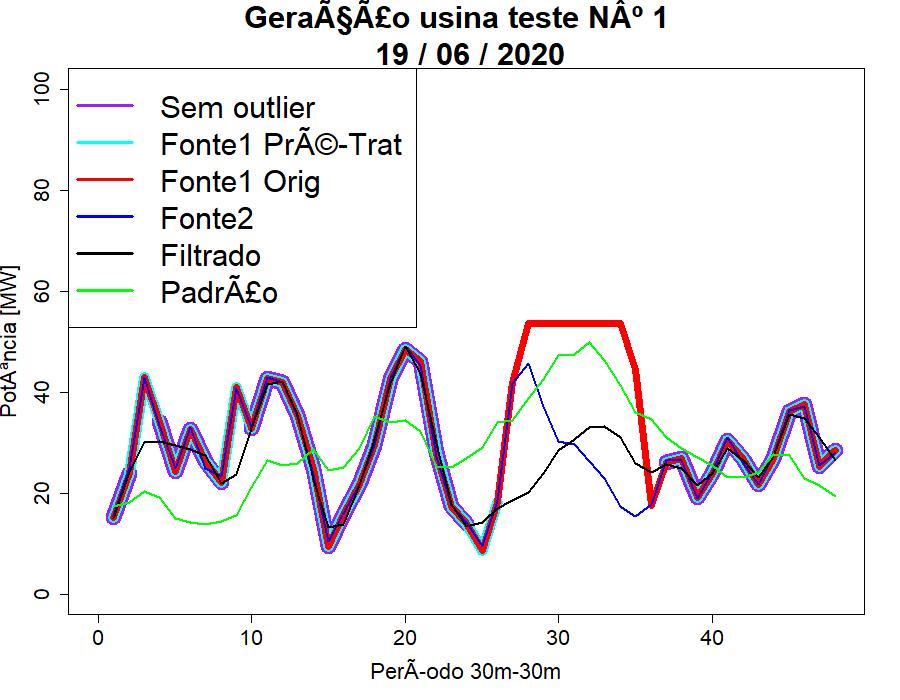 GeraÃ§Ã£o usina teste NÂº 1
19 / 06 / 2020
Sem outlier
Fonte1 PrÃ©-Trat
Fonte1 Orig
Fonte2
Filtrado
PadrÃ£o
PotÃªncia [MW]
100
80
60
40
20
0
0 10 20 30 40
PerÃ-odo 30m-30m